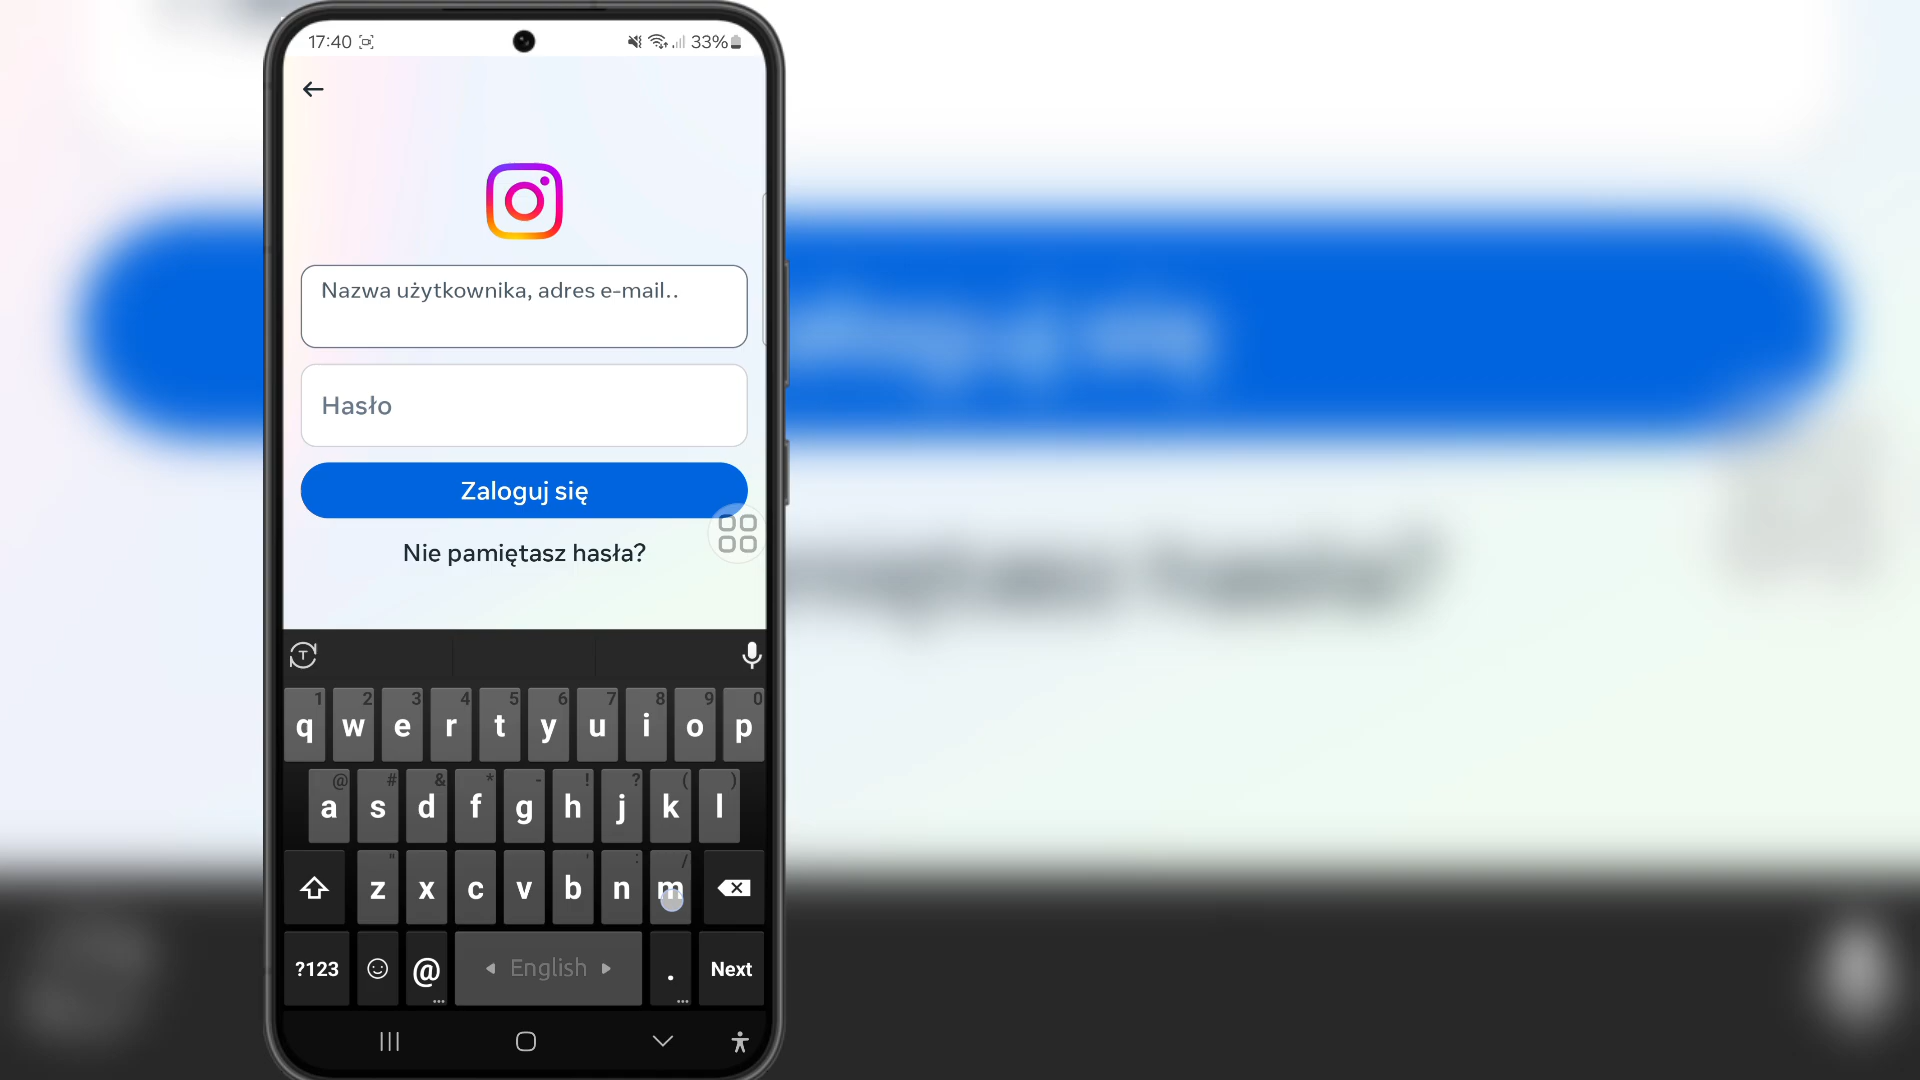 17:40 33%
Nazwa użytkownika, adres e-mail..
Hasło
Zaloguj się
Nie pamiętasz hasła?
T
1 2 3 4 5 6 7 8 9 0
q w e r t y u i o p
@ # & * - ! ? ( )
a s d f g h j k l
" ' : /
z x c v b n m
?123 @ English . Next